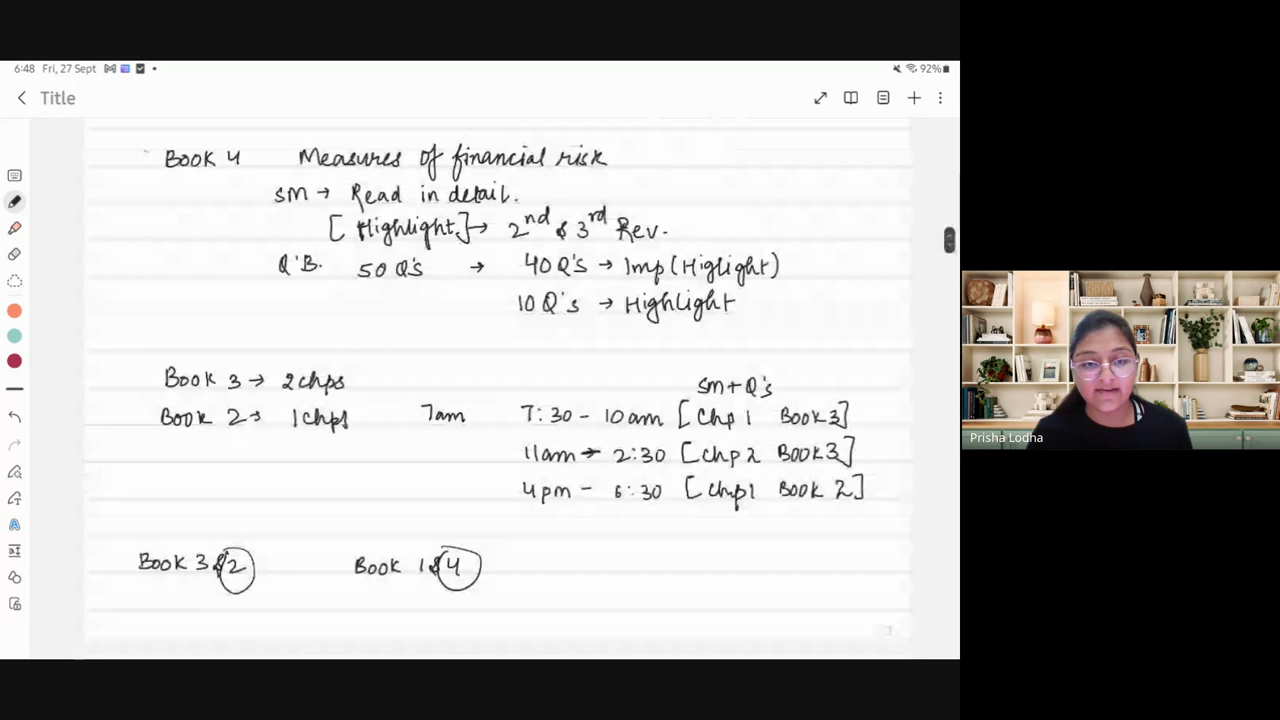 6:48 Fri, 27 Sept
92%
Title
Book 4 Measures of financial risk
SM → Read in detail.
[Highlight] → 2nd & 3rd Rev.
Q'B. 50 Q's → 40 Q's → Imp (Higlight)
10 Q's → Highlight
Book 3 → 2 chps
SM + Q's
Book 2 → 1 chps 7am 7:30 - 10 am [Chp 1 Book 3]
11am → 2:30 [chp 2 Book 3]
4 pm - 6:30 [chp1 Book 2]
Book 3 & 2 Book 1 & 4
Prisha Lodha